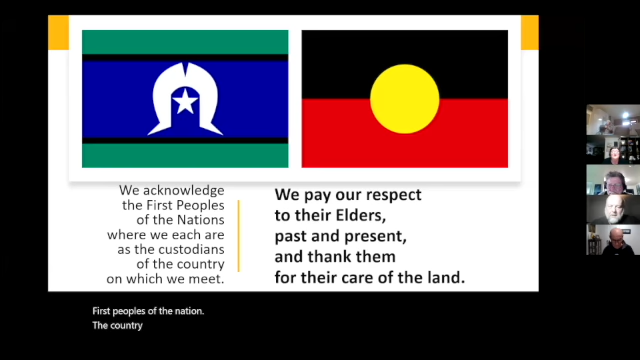 We acknowledge
the First Peoples
of the Nations
where we each are
as the custodians
of the country
on which we meet.
We pay our respect
to their Elders,
past and present,
and thank them
for their care of the land.
First peoples of the nation.
The country